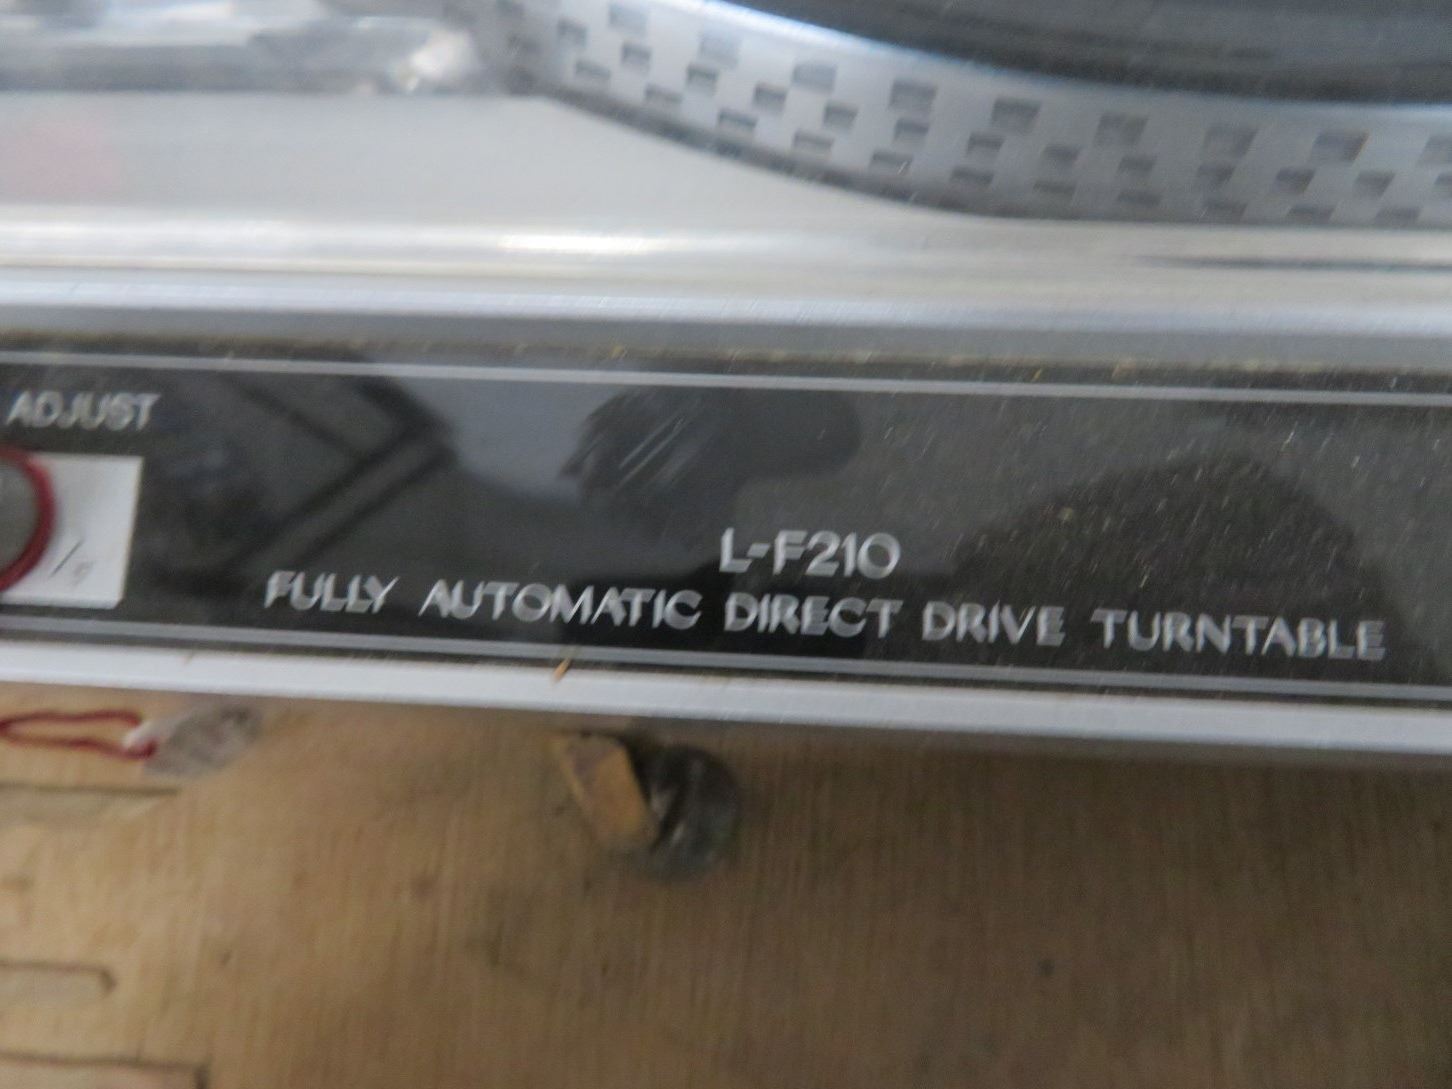 ADJUST
L-F210
FULLY AUTOMATIC DIRECT DRIVE TURNTABLE